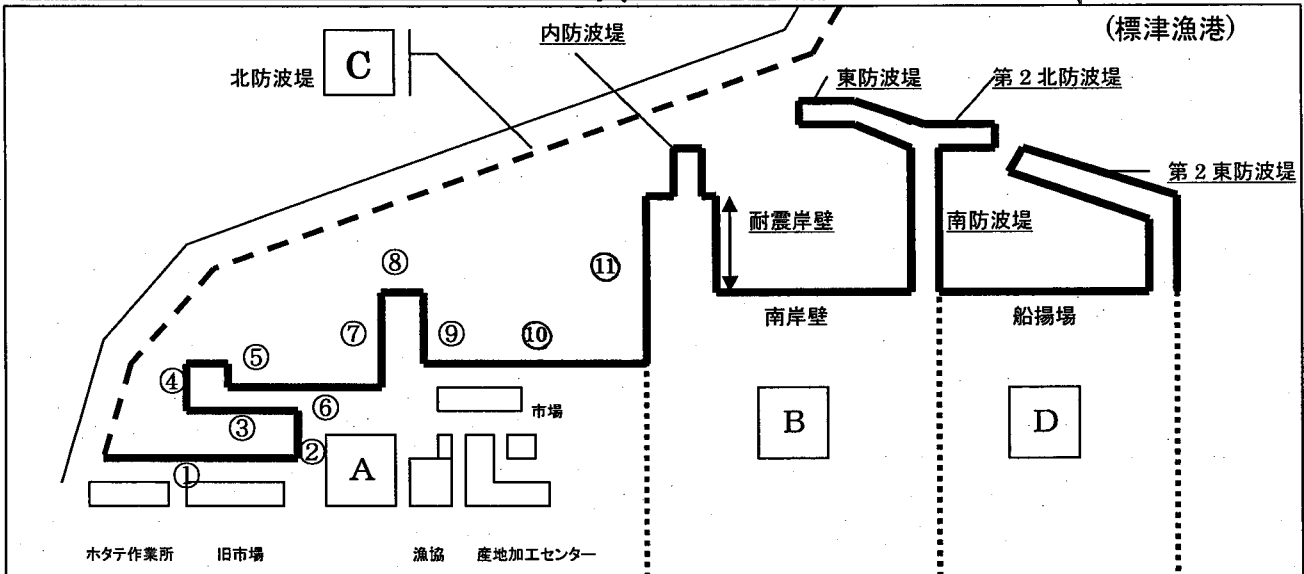 (標津漁港)
内防波堤
C
北防波堤
東防波堤
第2北防波堤
第2東防波堤
耐震岸壁
南防波堤
⑧
⑪
南岸壁
船揚場
⑦
⑨
⑩
⑤
④
⑥
市場
③
B
D
②
A
①
ホタテ作業所
旧市場
漁協
産地加工センター